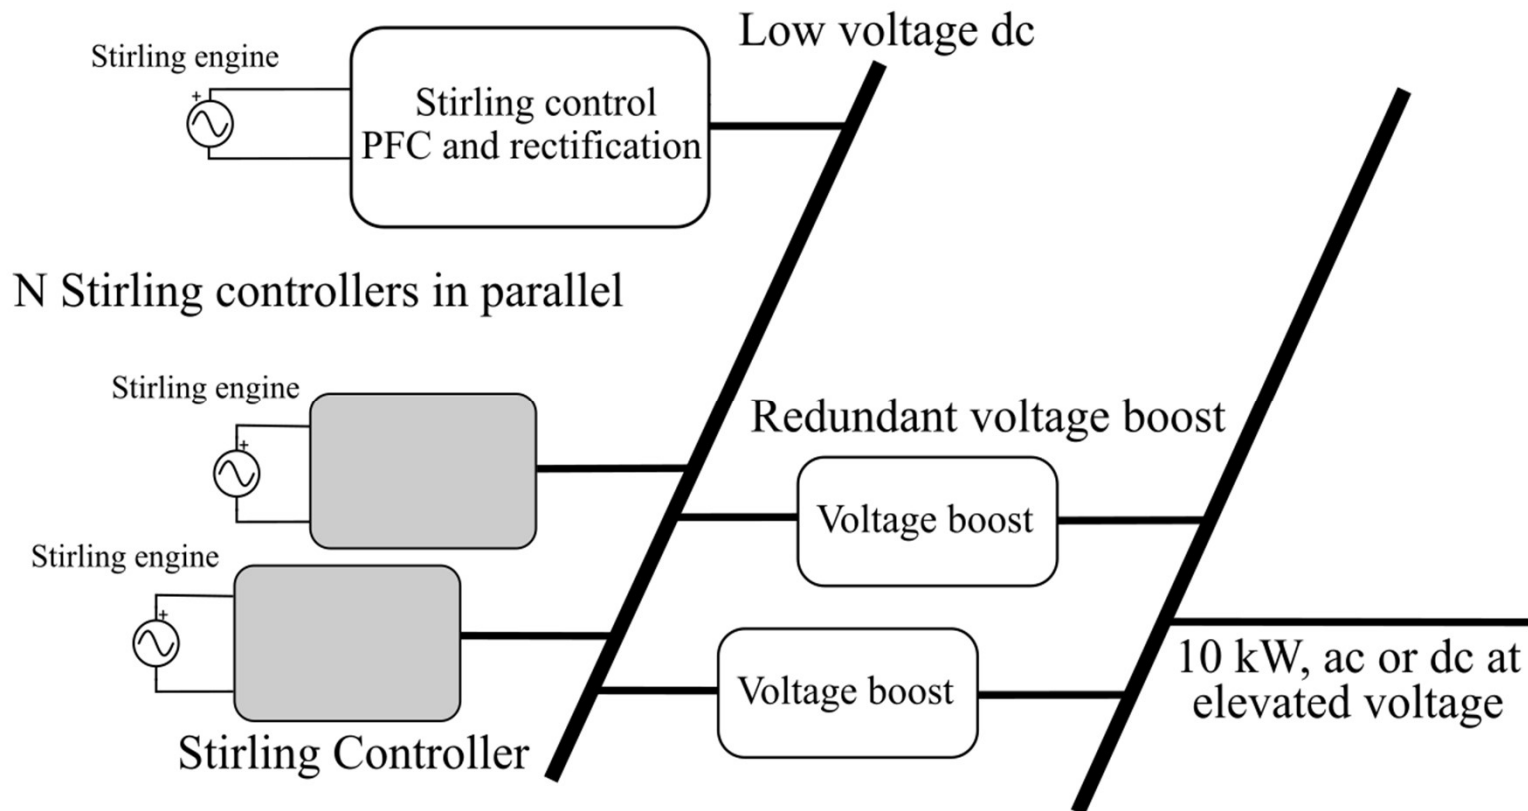 Low voltage dc
Stirling engine
+
Stirling control
PFC and rectification
N Stirling controllers in parallel
Stirling engine
+
Redundant voltage boost
Voltage boost
Stirling engine
+
Voltage boost
10 kW, ac or dc at
elevated voltage
Stirling Controller